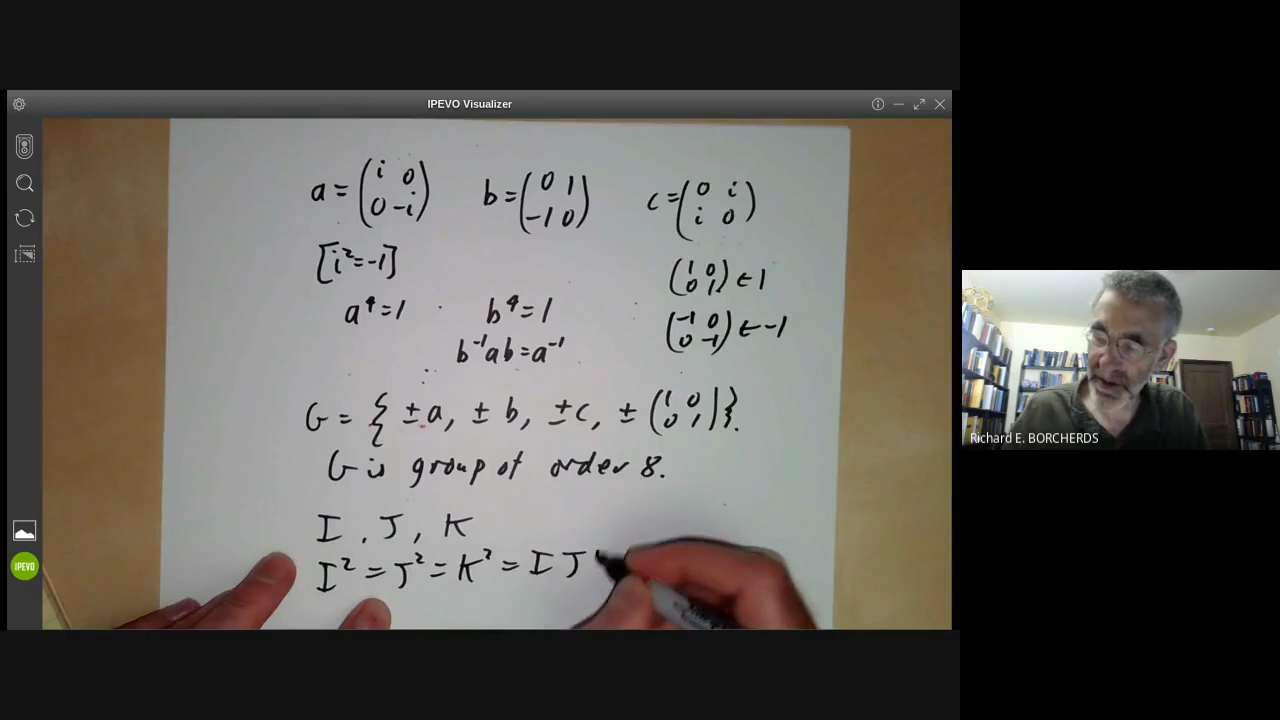 IPEVO Visualizer
a = (i 0 / 0 -i) b = (0 1 / -1 0) c = (0 i / i 0)
[i² = -1] (1 0 / 0 1) ← 1
a⁴ = 1 b⁴ = 1 (-1 0 / 0 -1) ← -1
b⁻¹ab = a⁻¹
G = { ±a, ±b, ±c, ±(1 0 / 0 1) }.
G is group of order 8.
I, J, K
I² = J² = K² = I J
Richard E. BORCHERDS
IPEVO